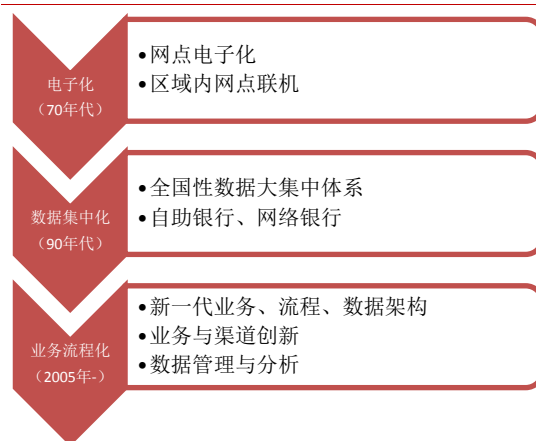 电子化
（70年代）
•网点电子化
•区域内网点联机
数据集中化
（90年代）
•全国性数据大集中体系
•自助银行、网络银行
业务流程化
（2005年-）
•新一代业务、流程、数据架构
•业务与渠道创新
•数据管理与分析